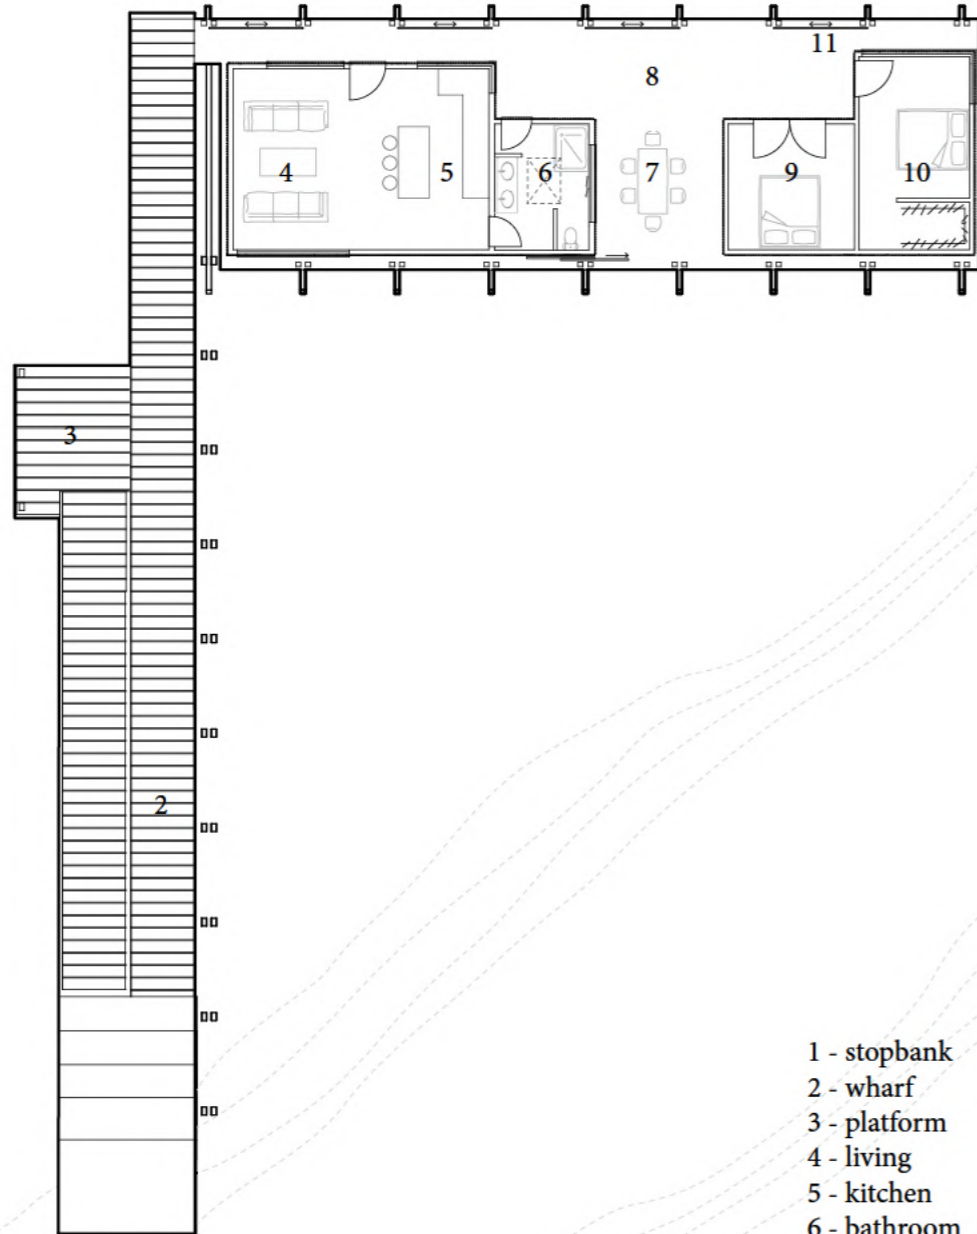 11
8
4
5
6
7
9
10
3
2
1 - stopbank
2 - wharf
3 - platform
4 - living
5 - kitchen
6 - bathroom